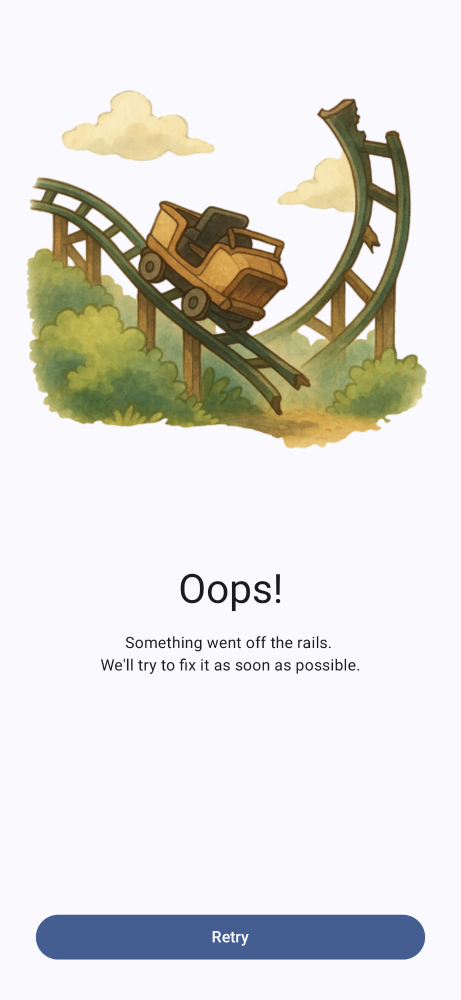 Oops!
Something went off the rails.
We'll try to fix it as soon as possible.
Retry